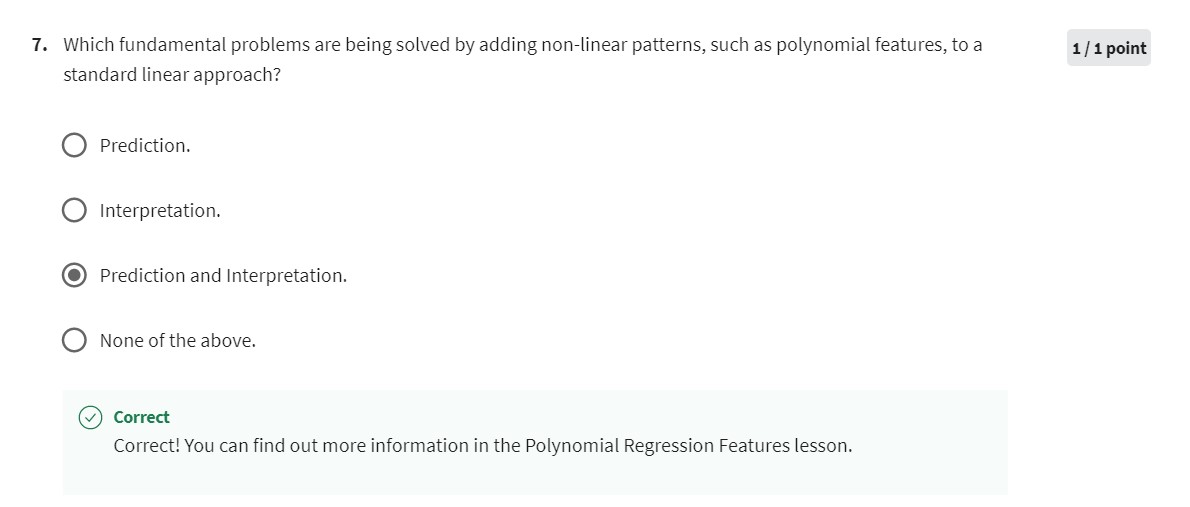 7. Which fundamental problems are being solved by adding non-linear patterns, such as polynomial features, to a
1 / 1 point
standard linear approach?
Prediction.
Interpretation.
Prediction and Interpretation.
None of the above.
Correct
Correct! You can find out more information in the Polynomial Regression Features lesson.